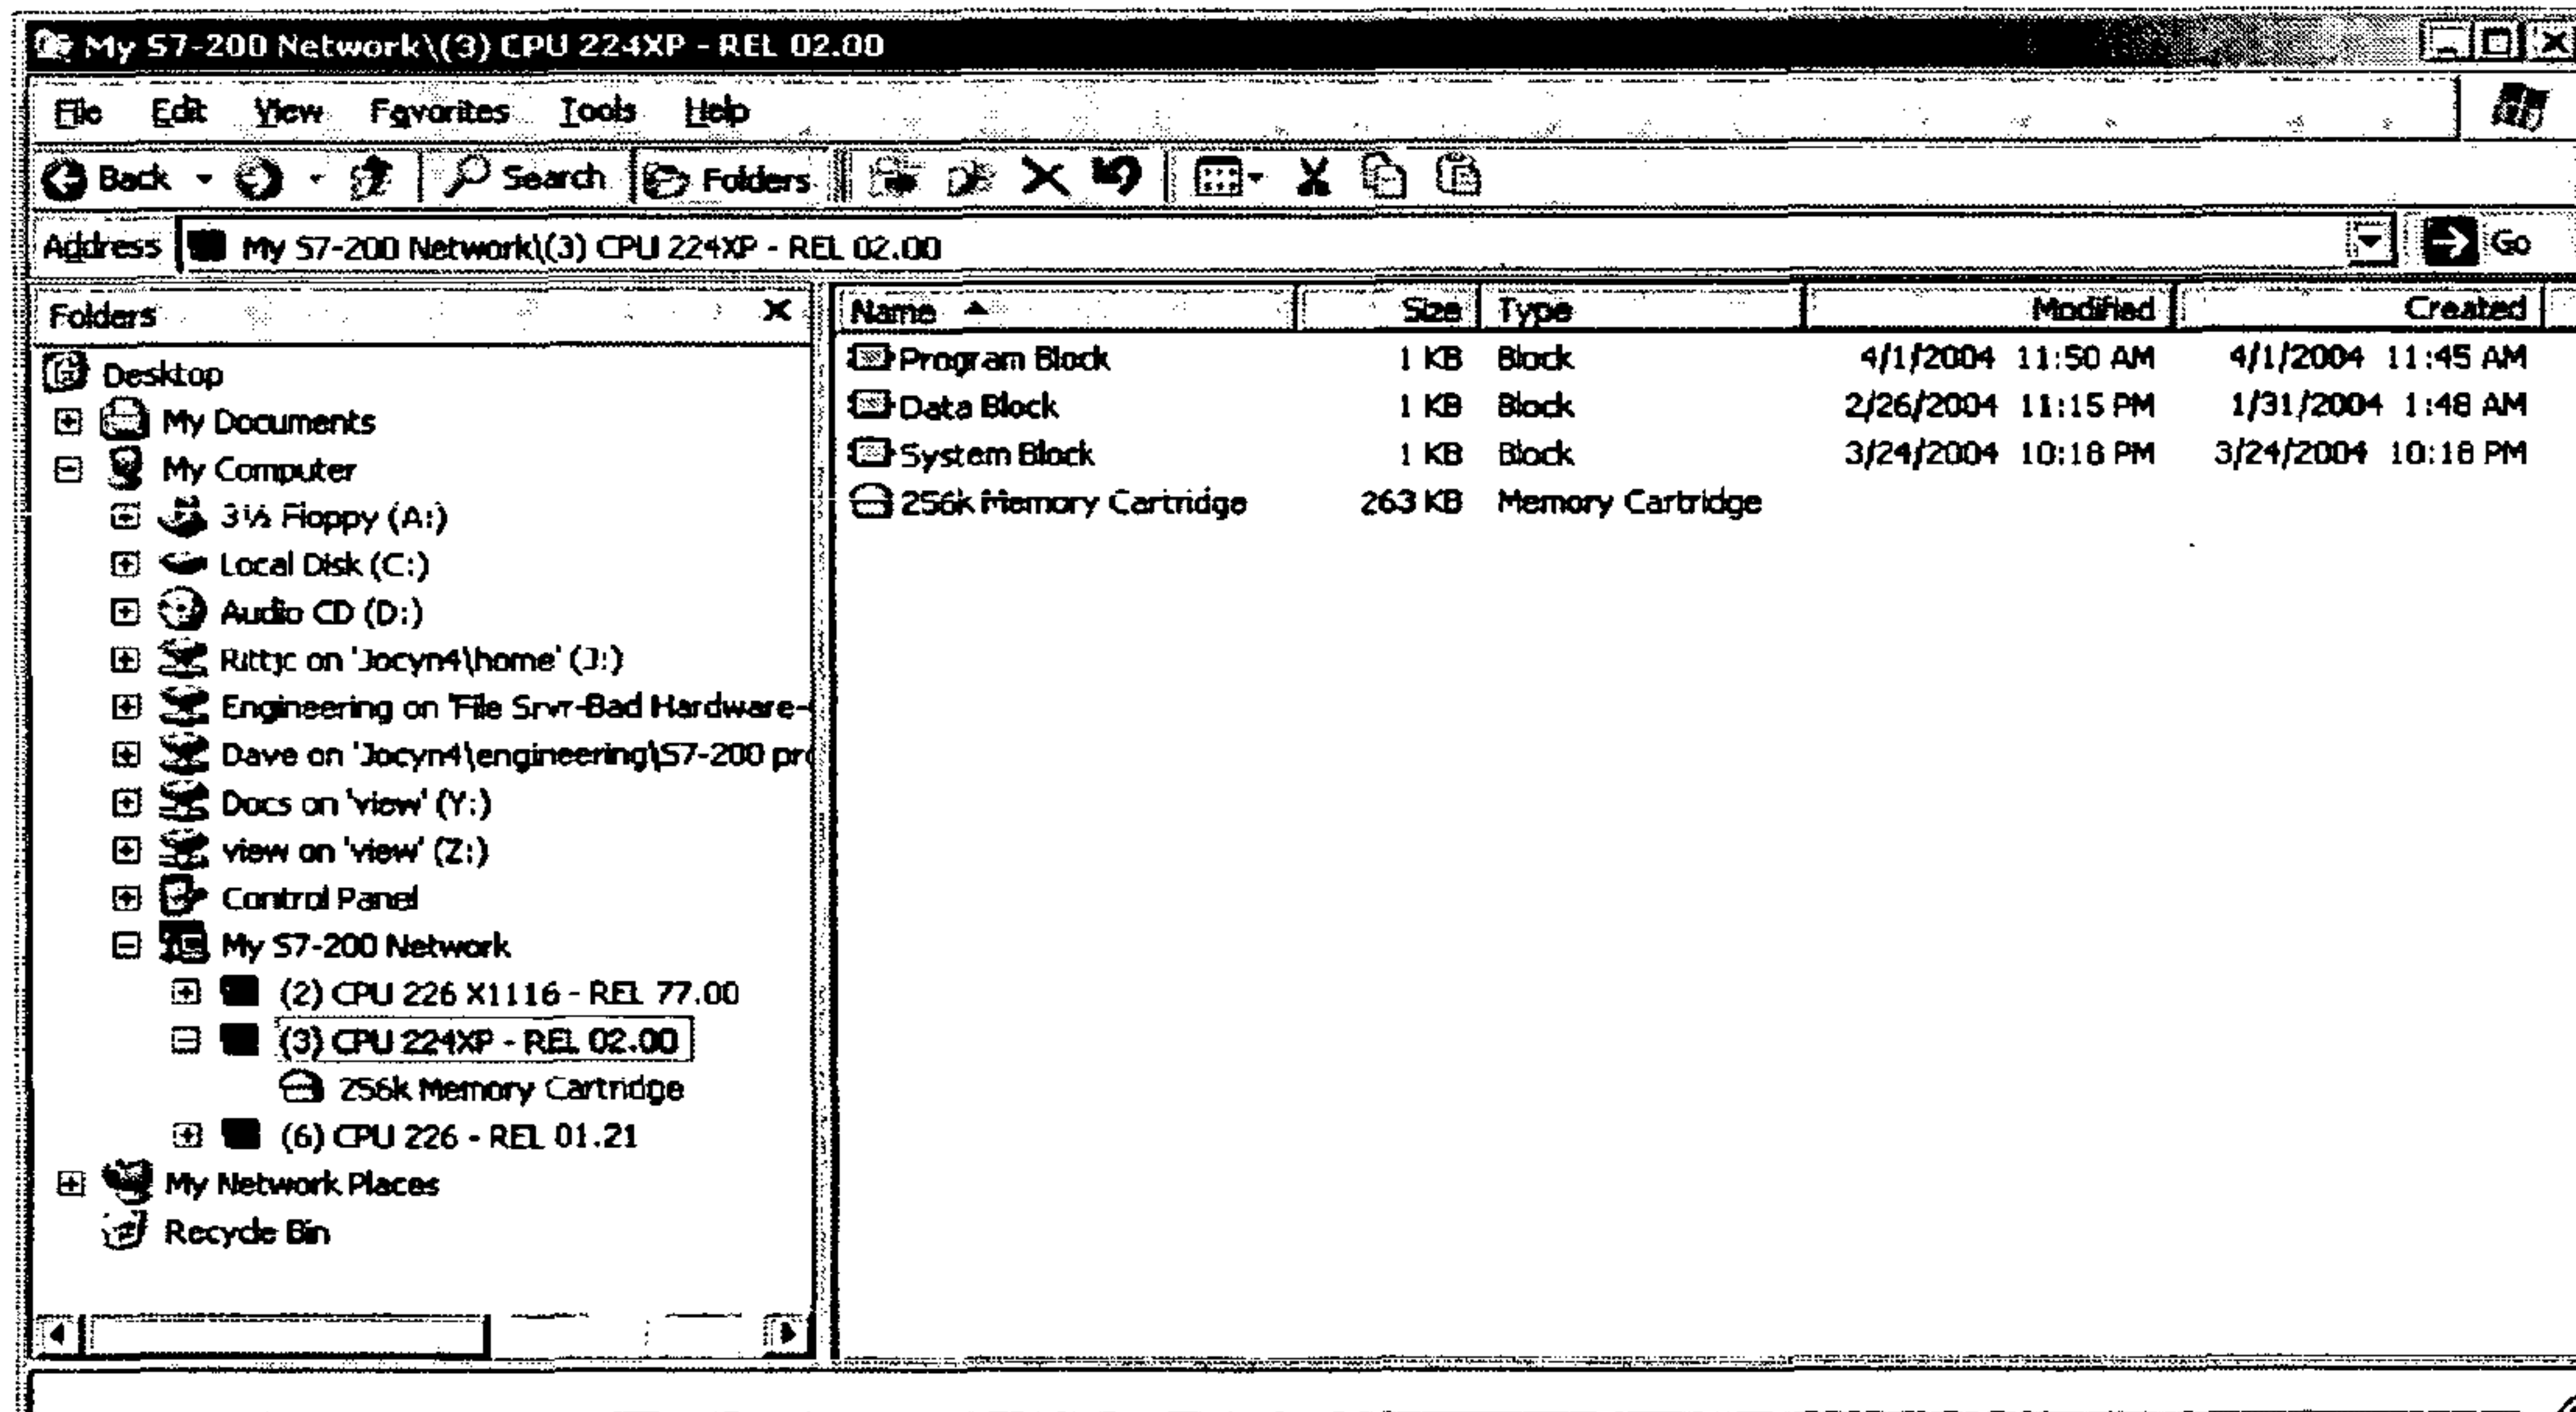 My S7-200 Network\(3) CPU 224XP - REL 02.00
File Edit View Favorites Tools Help
Back Search Folders
Address My S7-200 Network\(3) CPU 224XP - REL 02.00 Go
Folders
Name Size Type Modified Created
Program Block 1 KB Block 4/1/2004 11:50 AM 4/1/2004 11:45 AM
Data Block 1 KB Block 2/26/2004 11:15 PM 1/31/2004 1:48 AM
System Block 1 KB Block 3/24/2004 10:18 PM 3/24/2004 10:18 PM
256k Memory Cartridge 263 KB Memory Cartridge
Desktop
My Documents
My Computer
3½ Floppy (A:)
Local Disk (C:)
Audio CD (D:)
Rittjc on 'Jocyn4\home' (J:)
Engineering on 'File Srvr-Bad Hardware-
Dave on 'Jocyn4\engineering\S7-200 pro
Docs on 'view' (Y:)
view on 'view' (Z:)
Control Panel
My S7-200 Network
(2) CPU 226 X1116 - REL 77.00
(3) CPU 224XP - REL 02.00
256k Memory Cartridge
(6) CPU 226 - REL 01.21
My Network Places
Recycle Bin